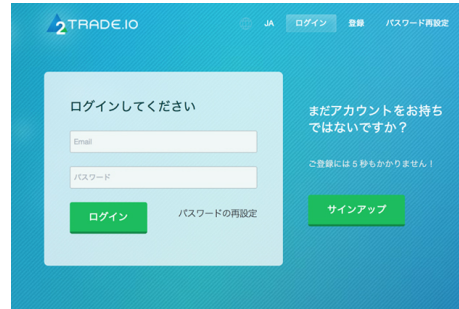 A2TRADE.IO
JA ログイン 登録 パスワード再設定
ログインしてください
Email
パスワード
ログイン パスワードの再設定
まだアカウントをお持ち
ではないですか？
ご登録には５秒もかかりません！
サインアップ